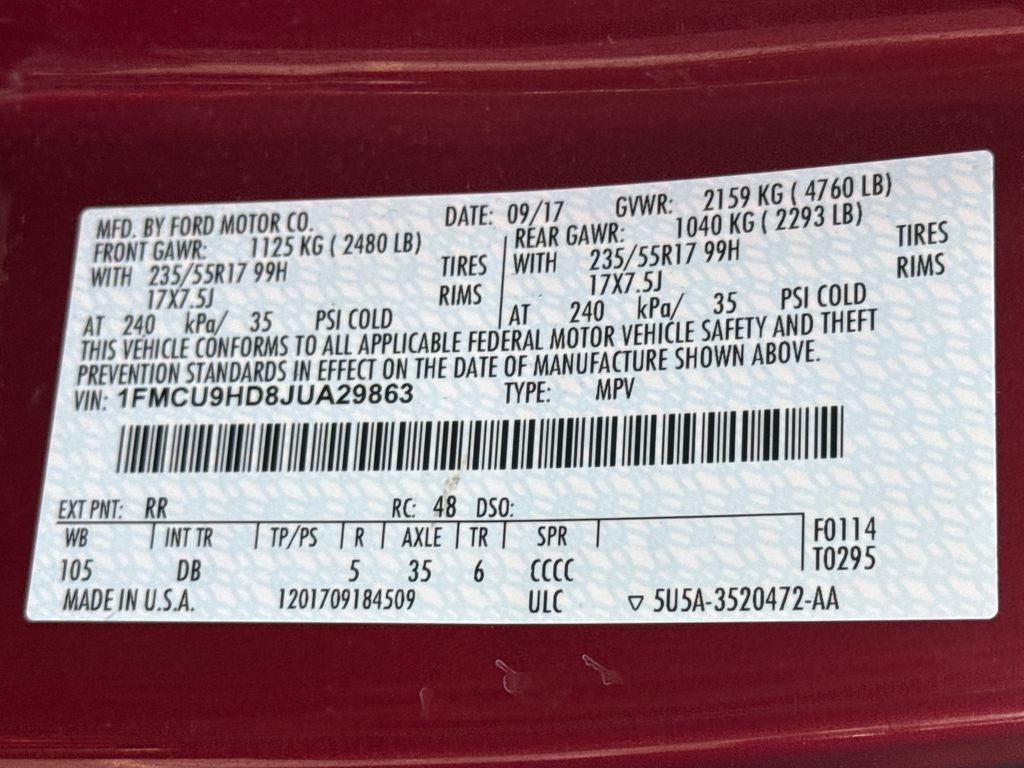 MFD. BY FORD MOTOR CO. DATE: 09/17 GVWR: 2159 KG ( 4760 LB)
FRONT GAWR: 1125 KG ( 2480 LB) REAR GAWR: 1040 KG ( 2293 LB)
WITH 235/55R17 99H TIRES WITH 235/55R17 99H TIRES
17X7.5J RIMS 17X7.5J RIMS
AT 240 kPa/ 35 PSI COLD AT 240 kPa/ 35 PSI COLD
THIS VEHICLE CONFORMS TO ALL APPLICABLE FEDERAL MOTOR VEHICLE SAFETY AND THEFT
PREVENTION STANDARDS IN EFFECT ON THE DATE OF MANUFACTURE SHOWN ABOVE.
VIN: 1FMCU9HD8JUA29863 TYPE: MPV
EXT PNT: RR RC: 48 DSO:
WB INT TR TP/PS R AXLE TR SPR F0114
105 DB 5 35 6 CCCC T0295
MADE IN U.S.A. 1201709184509 ULC ▽ 5U5A-3520472-AA